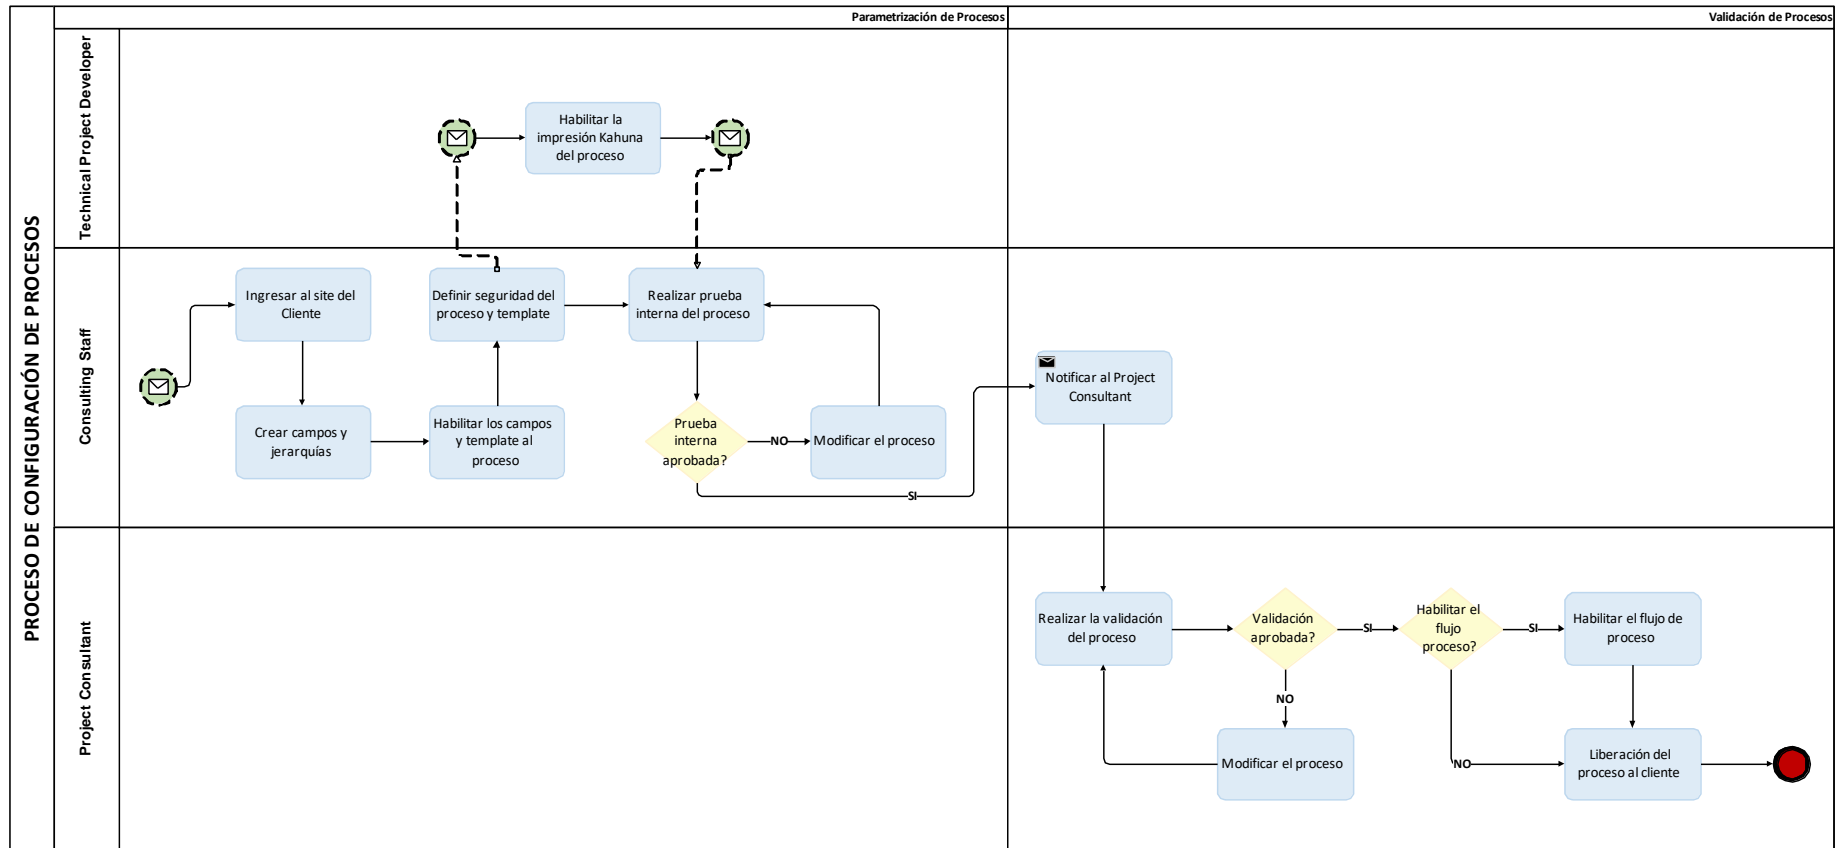 Parametrización de Procesos
Validación de Procesos
PROCESO DE CONFIGURACIÓN DE PROCESOS
Technical Project Developer
Habilitar la
impresión Kahuna
del proceso
Consulting Staff
Ingresar al site del
Cliente
Definir seguridad del
proceso y template
Realizar prueba
interna del proceso
Crear campos y
jerarquías
Habilitar los campos
y template al
proceso
Prueba
interna
aprobada?
NO
Modificar el proceso
SI
Notificar al Project
Consultant
Project Consultant
Realizar la validación
del proceso
Validación
aprobada?
SI
Habilitar el
flujo
proceso?
SI
Habilitar el flujo de
proceso
NO
Modificar el proceso
NO
Liberación del
proceso al cliente